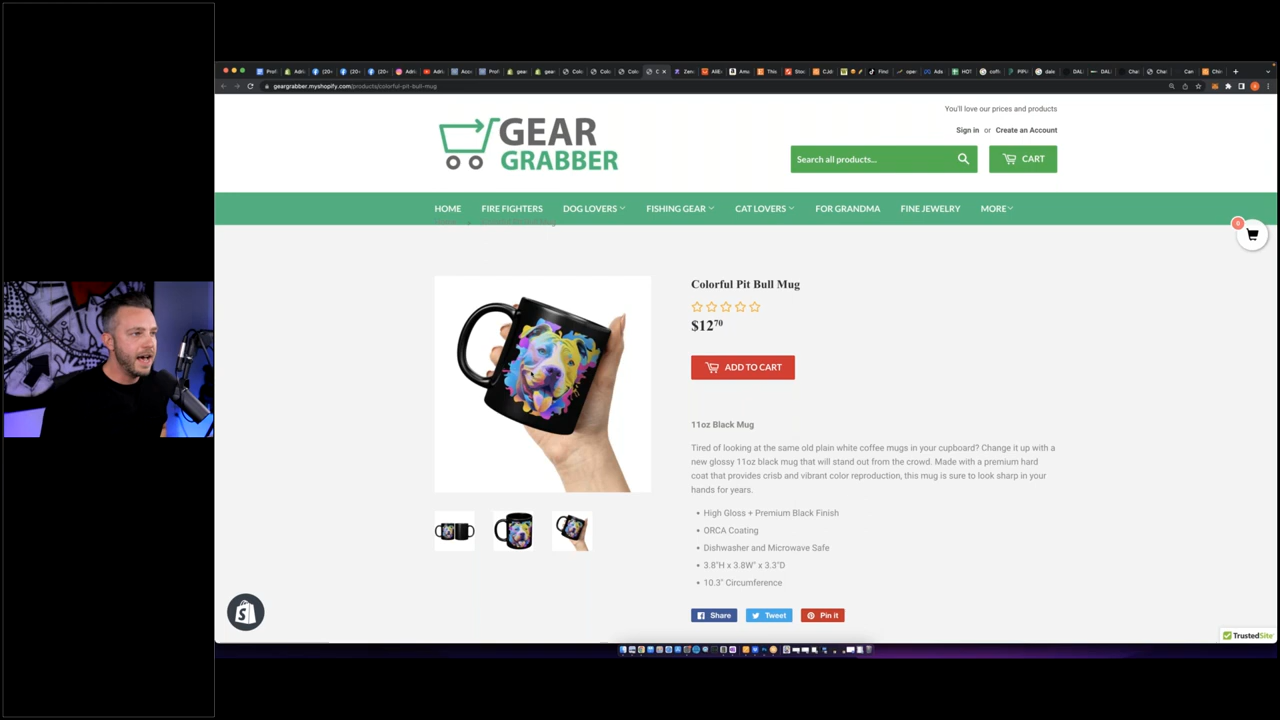 geargrabber.myshopify.com/products/colorful-pit-bull-mug
You'll love our prices and products
Sign in or Create an Account
GEAR
GRABBER
Search all products...
CART
HOME FIRE FIGHTERS DOG LOVERS FISHING GEAR CAT LOVERS FOR GRANDMA FINE JEWELRY MORE
0
Colorful Pit Bull Mug
$12.70
ADD TO CART
11oz Black Mug
Tired of looking at the same old plain white coffee mugs in your cupboard? Change it up with a
new glossy 11oz black mug that will stand out from the crowd. Made with a premium hard
coat that provides crisb and vibrant color reproduction, this mug is sure to look sharp in your
hands for years.
• High Gloss + Premium Black Finish
• ORCA Coating
• Dishwasher and Microwave Safe
• 3.8"H x 3.8W" x 3.3"D
• 10.3" Circumference
Share Tweet Pin it
TrustedSite